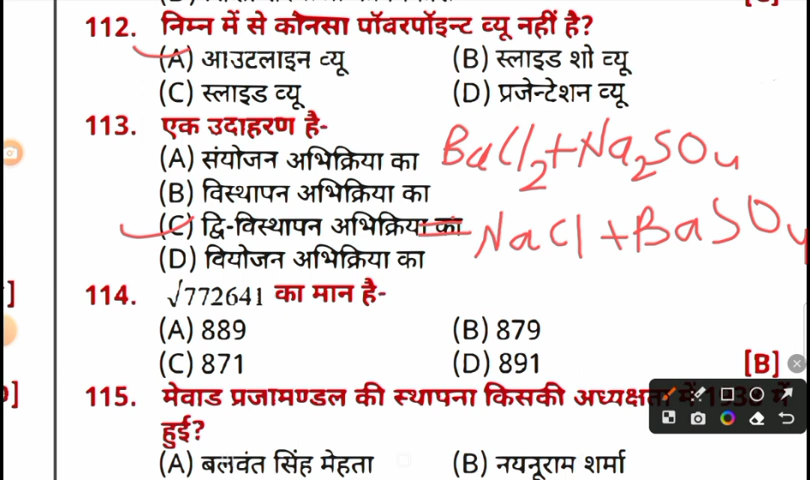 112. निम्न में से कोनसा पॉवरपॉइन्ट व्यू नहीं है?
(A) आउटलाइन व्यू (B) स्लाइड शो व्यू
(C) स्लाइड व्यू (D) प्रजेन्टेशन व्यू
113. एक उदाहरण है-
(A) संयोजन अभिक्रिया का BaCl2+Na2SO4
(B) विस्थापन अभिक्रिया का
(C) द्वि-विस्थापन अभिक्रिया का NaCl+BaSO4
(D) वियोजन अभिक्रिया का
114. √772641 का मान है-
(A) 889 (B) 879
(C) 871 (D) 891 [B]
115. मेवाड प्रजामण्डल की स्थापना किसकी अध्यक्षता में में
हुई?
(A) बलवंत सिंह मेहता (B) नयनूराम शर्मा